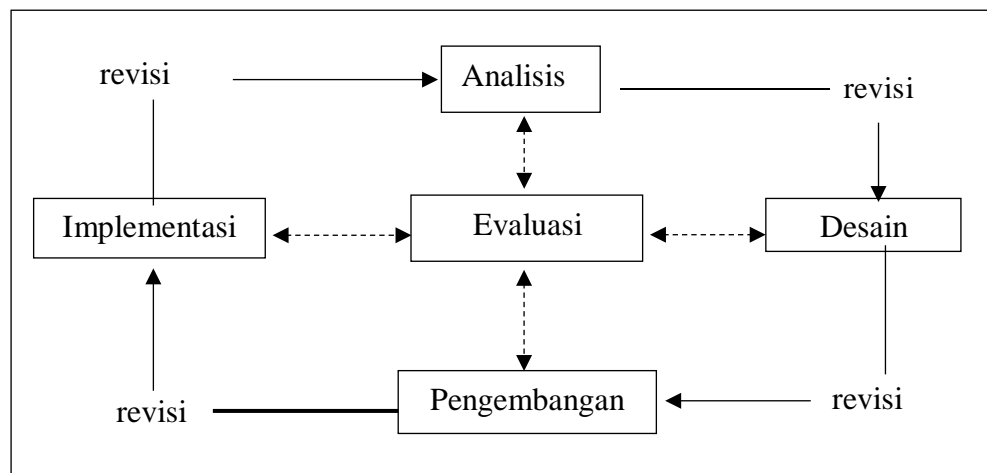 revisi
Analisis
revisi
Implementasi
Evaluasi
Desain
revisi
Pengembangan
revisi